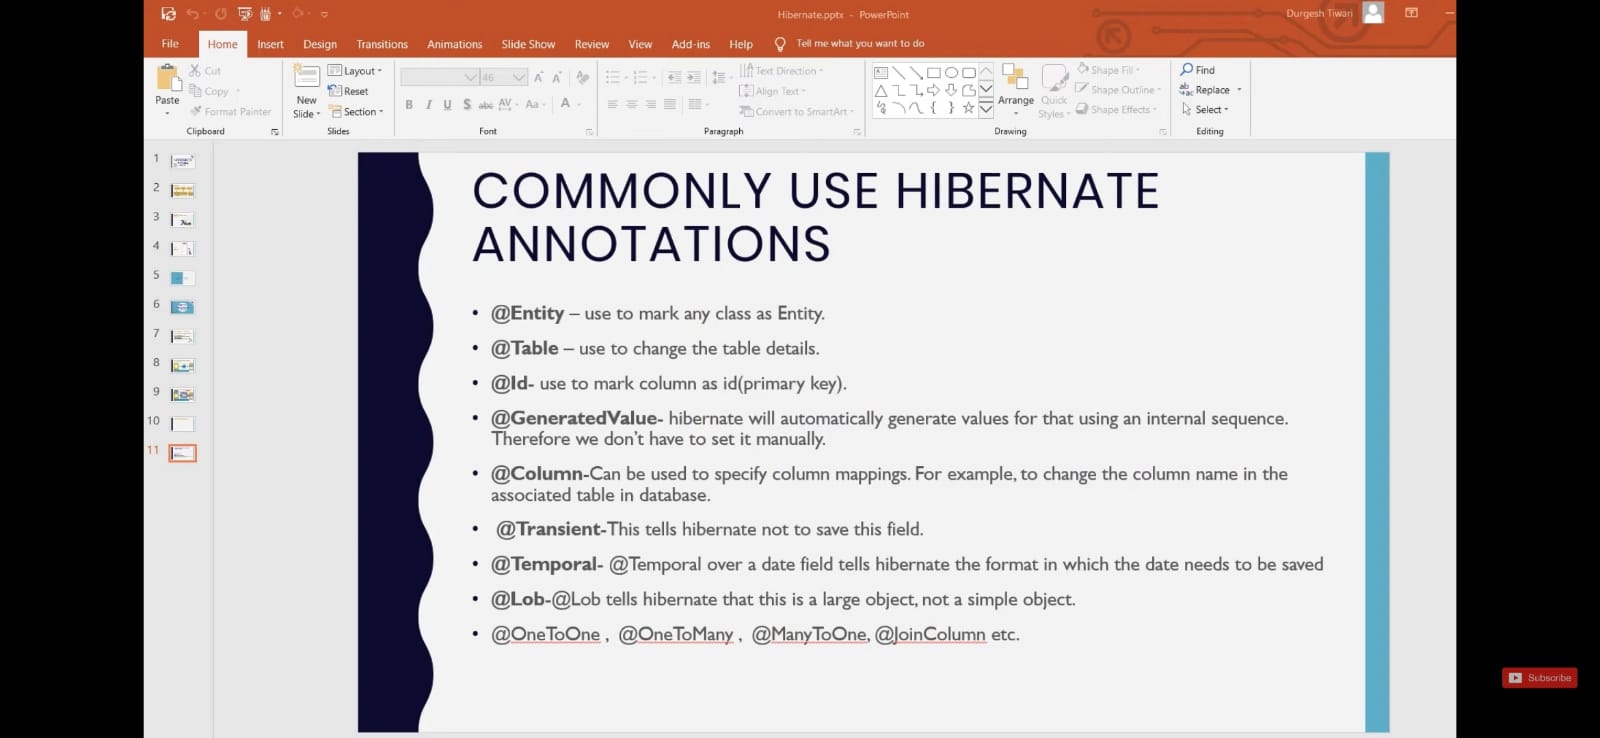 Hibernate.pptx - PowerPoint
Durgesh Tiwari
File Home Insert Design Transitions Animations Slide Show Review View Add-ins Help Tell me what you want to do
Paste
Cut
Copy
Format Painter
Clipboard
New Slide
Layout
Reset
Section
Slides
46
Font
Text Direction
Align Text
Convert to SmartArt
Paragraph
Arrange
Quick Styles
Shape Fill
Shape Outline
Shape Effects
Drawing
Find
Replace
Select
Editing
1
2
3
4
5
6
7
8
9
10
11
COMMONLY USE HIBERNATE
ANNOTATIONS
• @Entity – use to mark any class as Entity.
• @Table – use to change the table details.
• @Id- use to mark column as id(primary key).
• @GeneratedValue- hibernate will automatically generate values for that using an internal sequence.
Therefore we don’t have to set it manually.
• @Column-Can be used to specify column mappings. For example, to change the column name in the
associated table in database.
• @Transient-This tells hibernate not to save this field.
• @Temporal- @Temporal over a date field tells hibernate the format in which the date needs to be saved
• @Lob-@Lob tells hibernate that this is a large object, not a simple object.
• @OneToOne , @OneToMany , @ManyToOne, @JoinColumn etc.
Subscribe